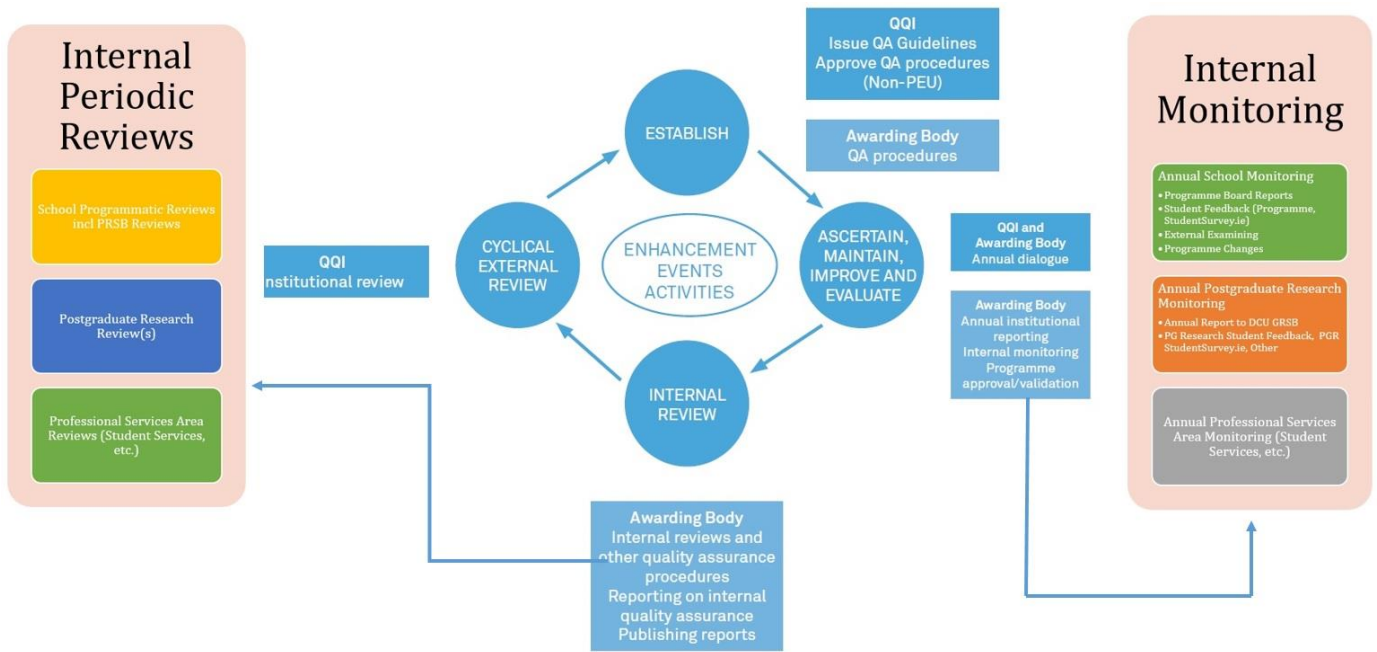 Internal
Periodic
Reviews
School Programmatic Reviews
incl PRSB Reviews
Postgraduate Research
Review(s)
Professional Services Area
Reviews (Student Services,
etc.)
QQI
nstitutional review
ESTABLISH
CYCLICAL
EXTERNAL
REVIEW
ENHANCEMENT
EVENTS
ACTIVITIES
ASCERTAIN,
MAINTAIN,
IMPROVE AND
EVALUATE
INTERNAL
REVIEW
QQI
Issue QA Guidelines
Approve QA procedures
(Non-PEU)
Awarding Body
QA procedures
QQI and
Awarding Body
Annual dialogue
Awarding Body
Annual institutional
reporting
Internal monitoring
Programme
approval/validation
Awarding Body
Internal reviews and
other quality assurance
procedures
Reporting on internal
quality assurance
Publishing reports
Internal
Monitoring
Annual School Monitoring
•Programme Board Reports
•Student Feedback (Programme,
StudentSurvey.ie)
•External Examining
•Programme Changes
Annual Postgraduate Research
Monitoring
•Annual Report to DCU GRSB
•PG Research Student Feedback, PGR
StudentSurvey.ie, Other
Annual Professional Services
Area Monitoring (Student
Services, etc.)